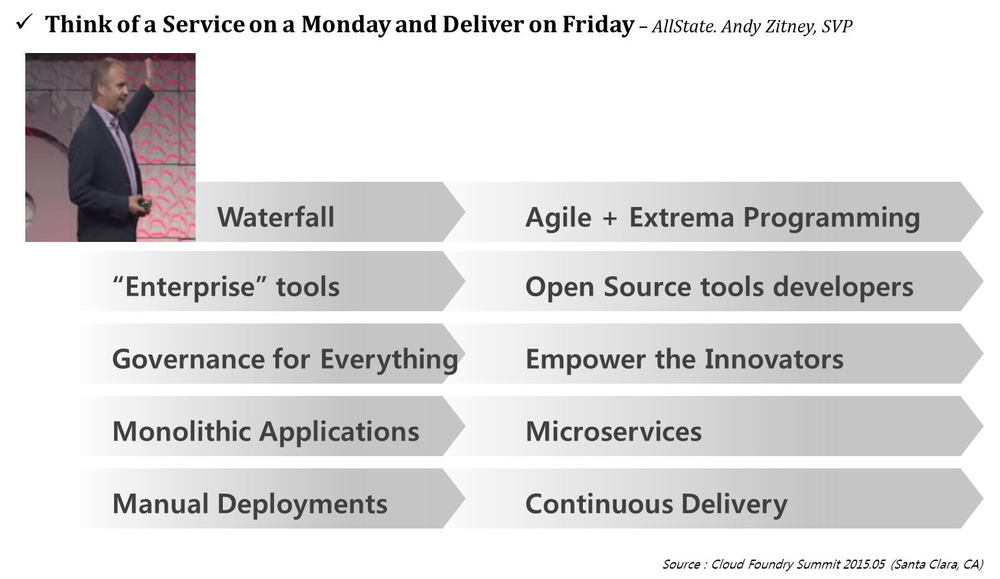 ✓ Think of a Service on a Monday and Deliver on Friday – AllState. Andy Zitney, SVP
Waterfall
Agile + Extrema Programming
“Enterprise” tools
Open Source tools developers
Governance for Everything
Empower the Innovators
Monolithic Applications
Microservices
Manual Deployments
Continuous Delivery
Source : Cloud Foundry Summit 2015.05 (Santa Clara, CA)